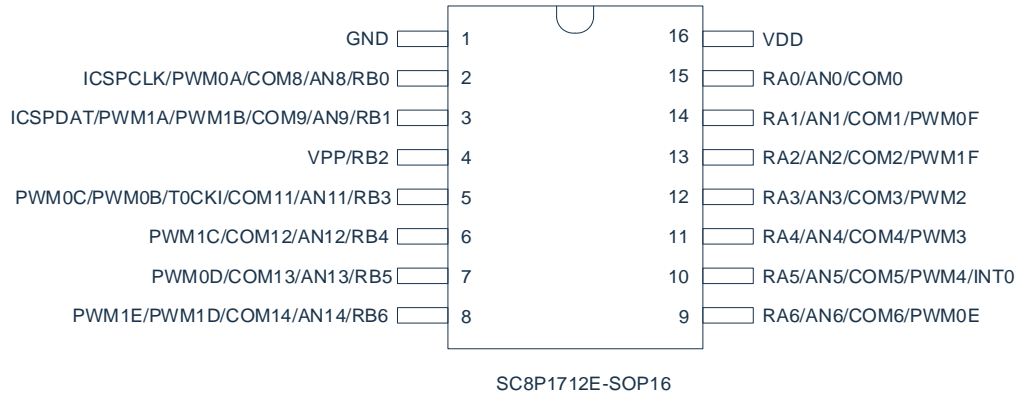 GND 1 16 VDD
ICSPCLK/PWM0A/COM8/AN8/RB0 2 15 RA0/AN0/COM0
ICSPDAT/PWM1A/PWM1B/COM9/AN9/RB1 3 14 RA1/AN1/COM1/PWM0F
VPP/RB2 4 13 RA2/AN2/COM2/PWM1F
PWM0C/PWM0B/T0CKI/COM11/AN11/RB3 5 12 RA3/AN3/COM3/PWM2
PWM1C/COM12/AN12/RB4 6 11 RA4/AN4/COM4/PWM3
PWM0D/COM13/AN13/RB5 7 10 RA5/AN5/COM5/PWM4/INT0
PWM1E/PWM1D/COM14/AN14/RB6 8 9 RA6/AN6/COM6/PWM0E
SC8P1712E-SOP16